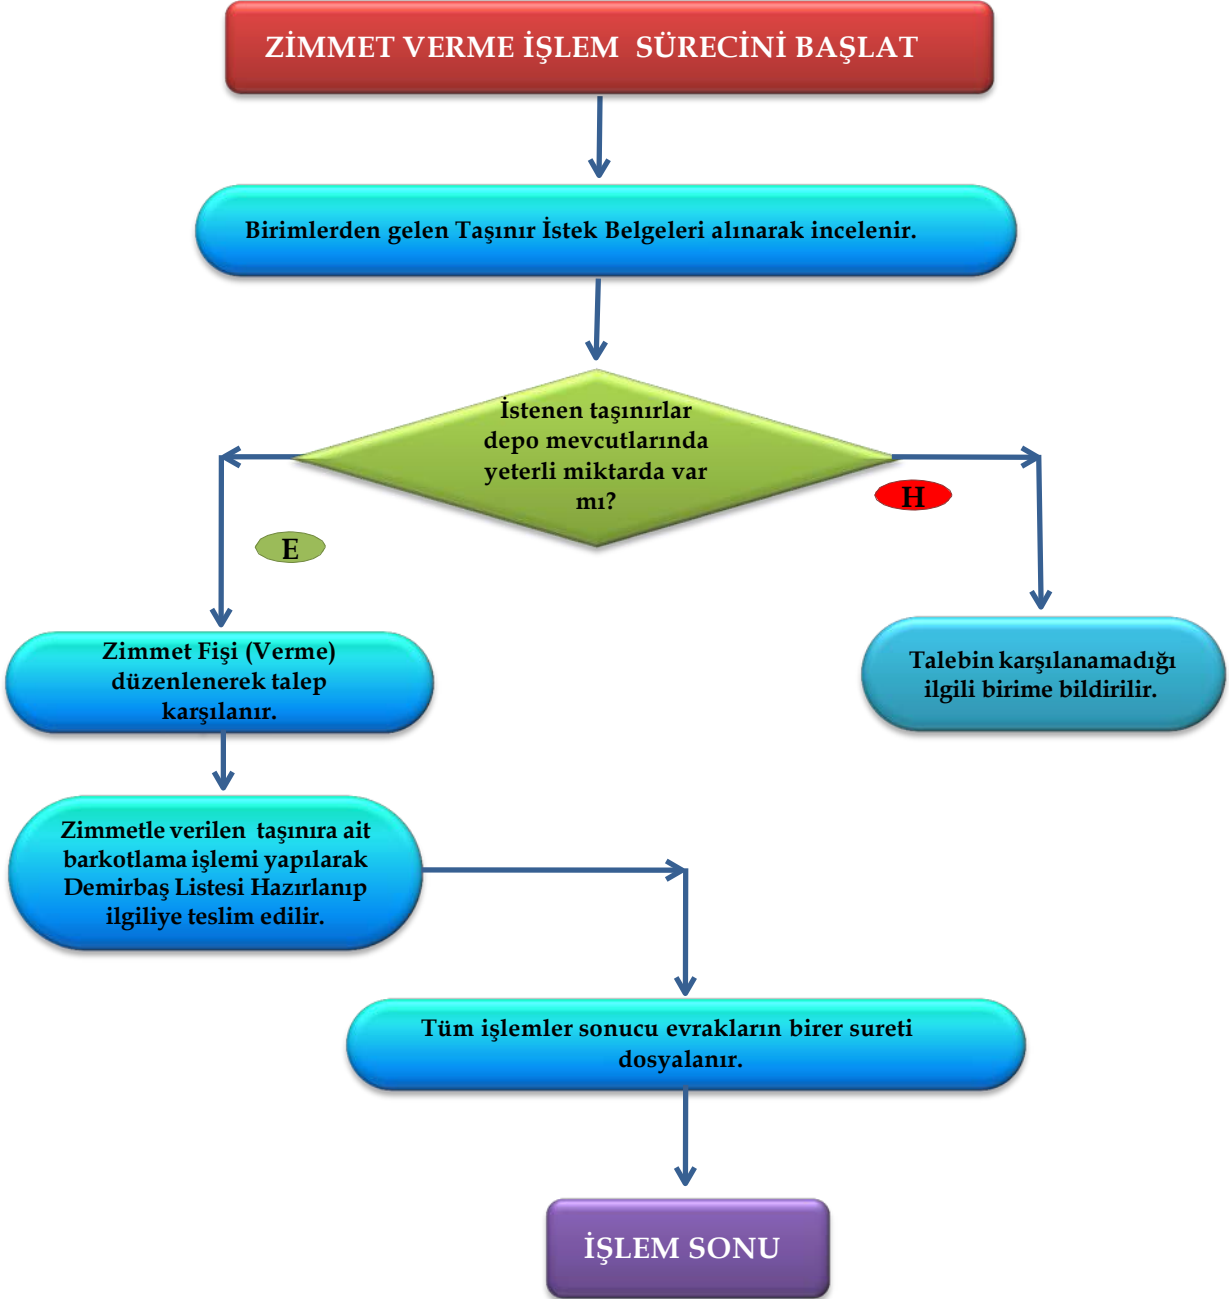 ZİMMET VERME İŞLEM SÜRECİNİ BAŞLAT
Birimlerden gelen Taşınır İstek Belgeleri alınarak incelenir.
İstenen taşınırlar
depo mevcutlarında
yeterli miktarda var
mı?
H
E
Zimmet Fişi (Verme)
düzenlenerek talep
karşılanır.
Talebin karşılanamadığı
ilgili birime bildirilir.
Zimmetle verilen taşınıra ait
barkotlama işlemi yapılarak
Demirbaş Listesi Hazırlanıp
ilgiliye teslim edilir.
Tüm işlemler sonucu evrakların birer sureti
dosyalanır.
İŞLEM SONU